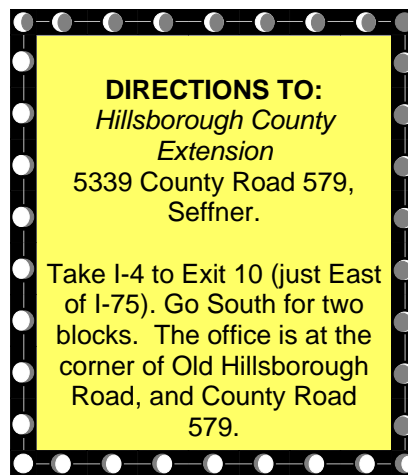 DIRECTIONS TO:
Hillsborough County
Extension
5339 County Road 579,
Seffner.
Take I-4 to Exit 10 (just East
of I-75). Go South for two
blocks.  The office is at the
corner of Old Hillsborough
Road, and County Road
579.